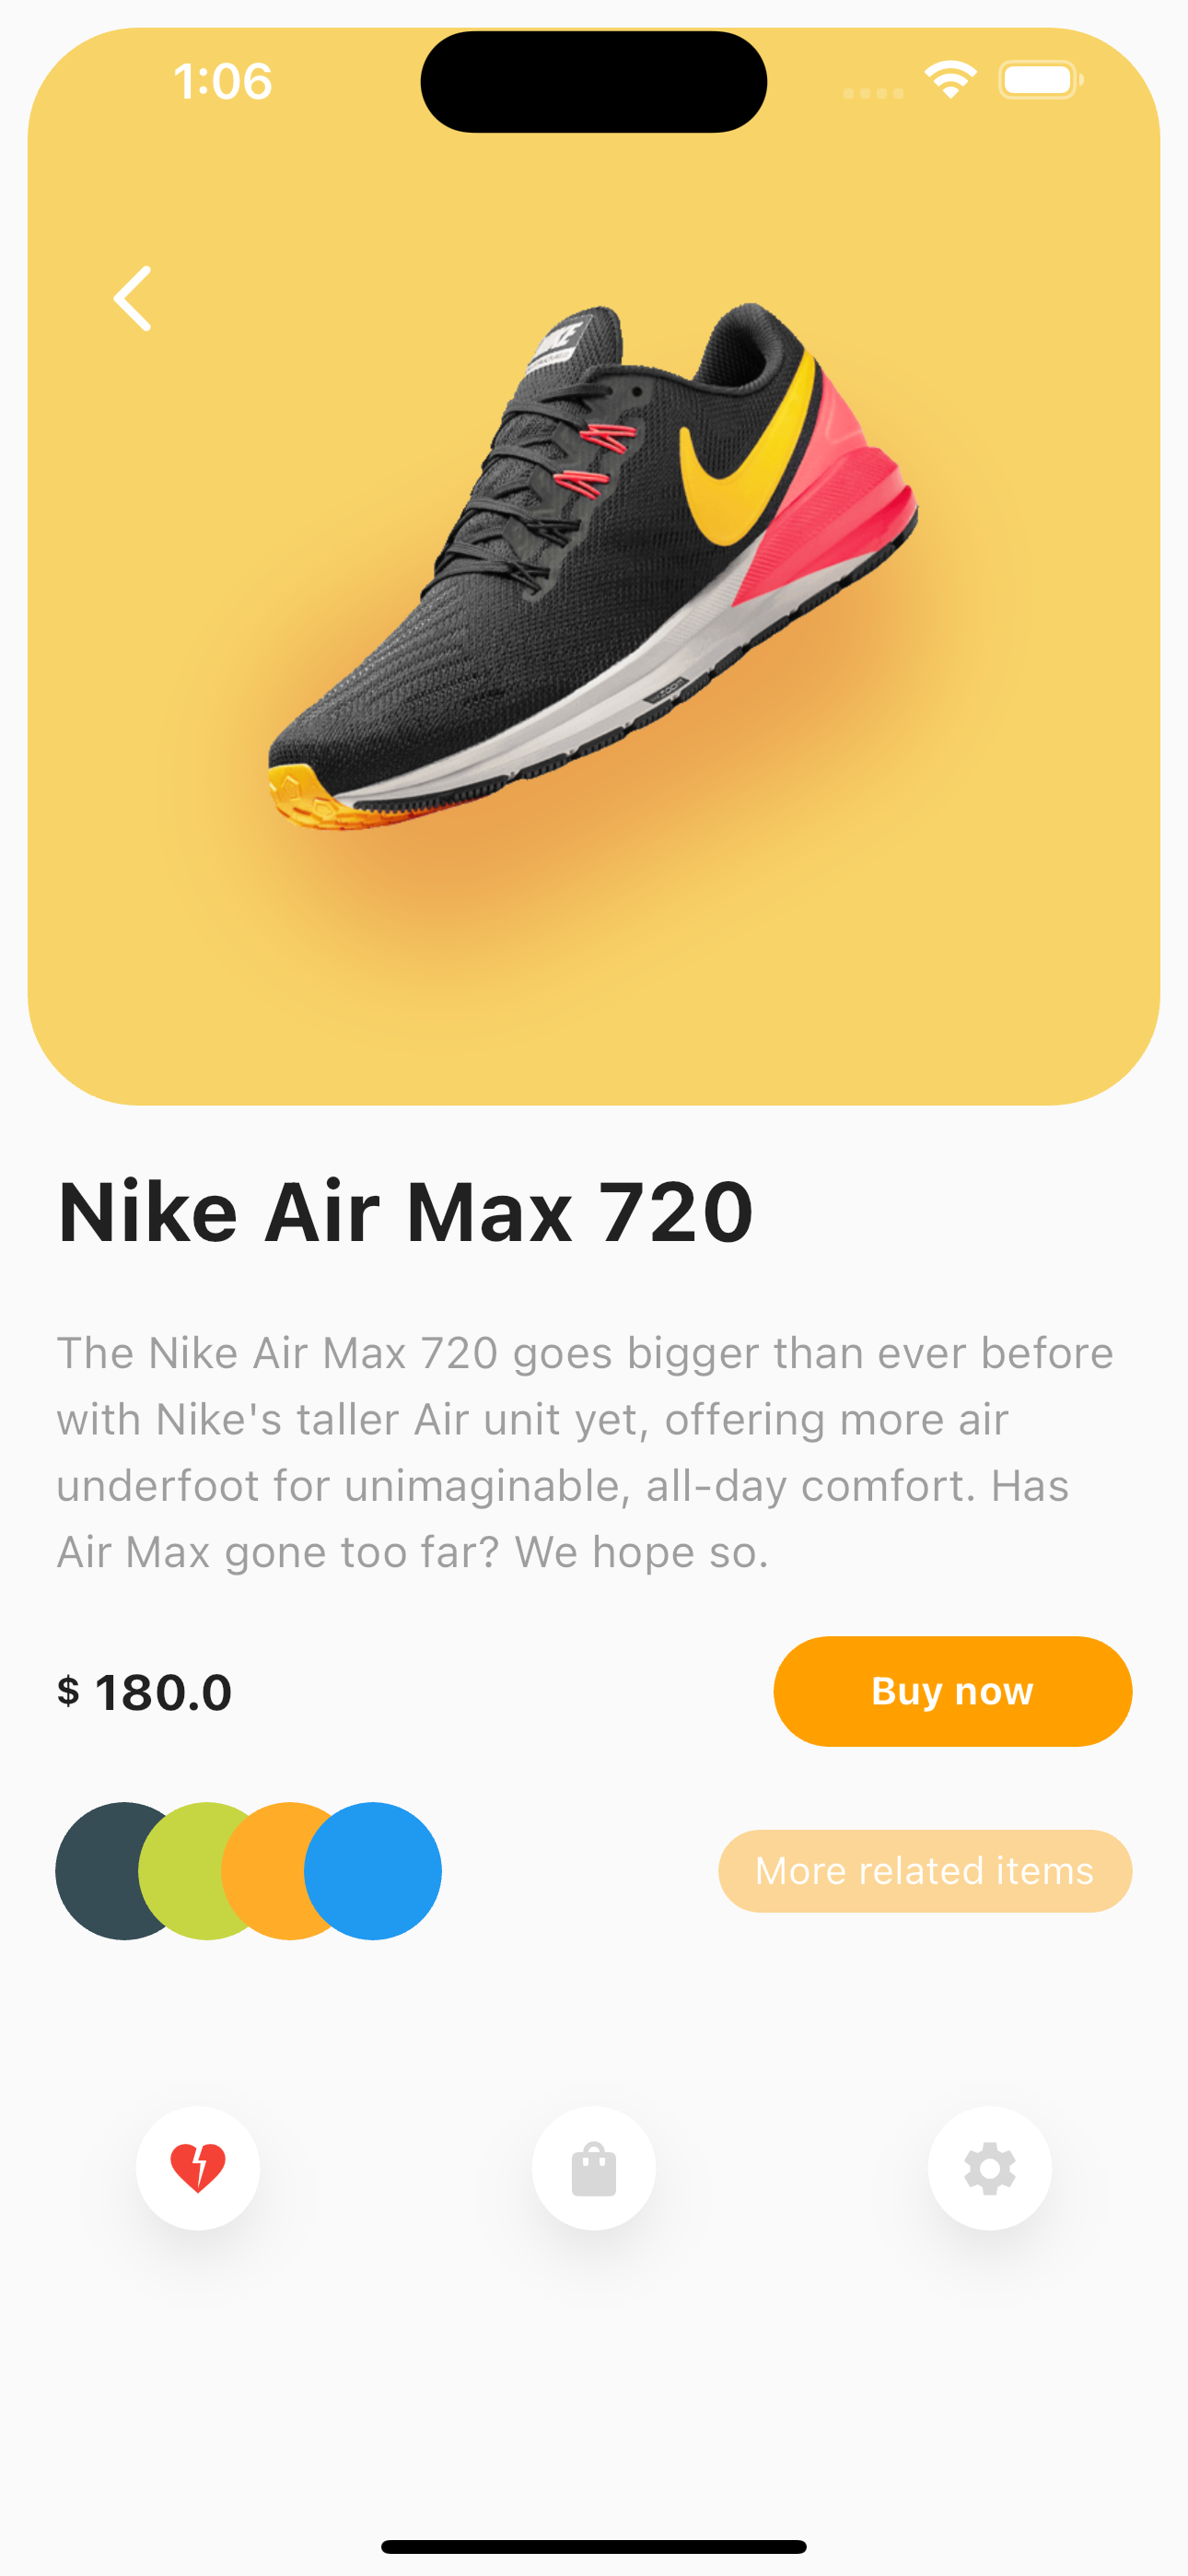 1:06
Nike Air Max 720
The Nike Air Max 720 goes bigger than ever before
with Nike's taller Air unit yet, offering more air
underfoot for unimaginable, all-day comfort. Has
Air Max gone too far? We hope so.
$ 180.0
Buy now
More related items